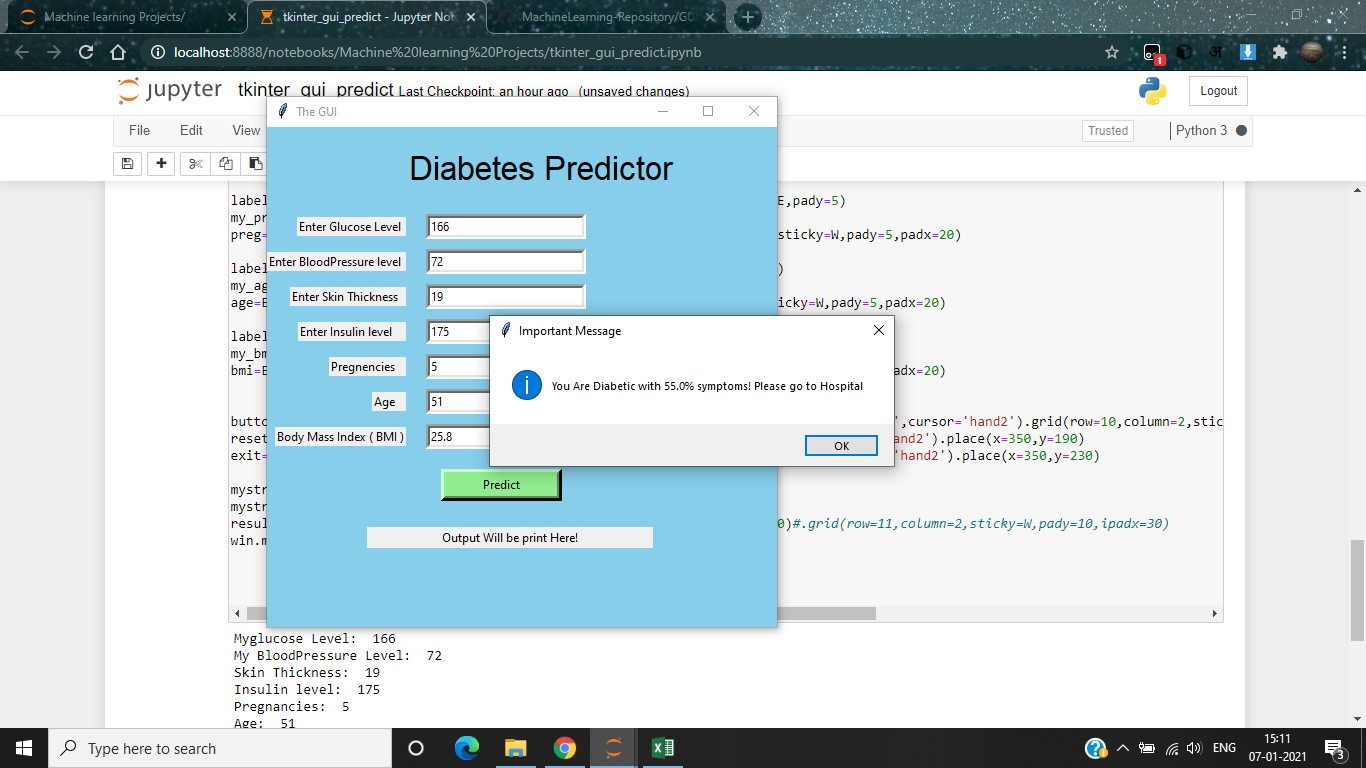 Machine learning Projects/
tkinter_gui_predict - Jupyter Not
MachineLearning-Repository/GU
localhost:8888/notebooks/Machine%20learning%20Projects/tkinter_gui_predict.ipynb
अ
1
jupyter tkinter_gui_predict Last Checkpoint: an hour ago (unsaved changes)
Logout
File Edit View
Trusted
Python 3
The GUI
Diabetes Predictor
Enter Glucose Level 166
Enter BloodPressure level 72
Enter Skin Thickness 19
Enter Insulin level 175
Pregnencies 5
Age 51
Body Mass Index ( BMI ) 25.8
Predict
Output Will be print Here!
Important Message
You Are Diabetic with 55.0% symptoms! Please go to Hospital
OK
label E,pady=5)
my_pr
preg= sticky=W,pady=5,padx=20)
label )
my_ag
age=E cky=W,pady=5,padx=20)
label
my_bm
bmi=E padx=20)
butto ',cursor='hand2').grid(row=10,column=2,stic
reset and2').place(x=350,y=190)
exit= 'hand2').place(x=350,y=230)
mystr
mystr
resul 0)#.grid(row=11,column=2,sticky=W,pady=10,ipadx=30)
win.m
Myglucose Level:  166
My BloodPressure Level:  72
Skin Thickness:  19
Insulin level:  175
Pregnancies:  5
Age:  51
Type here to search
ENG
15:11
07-01-2021
3